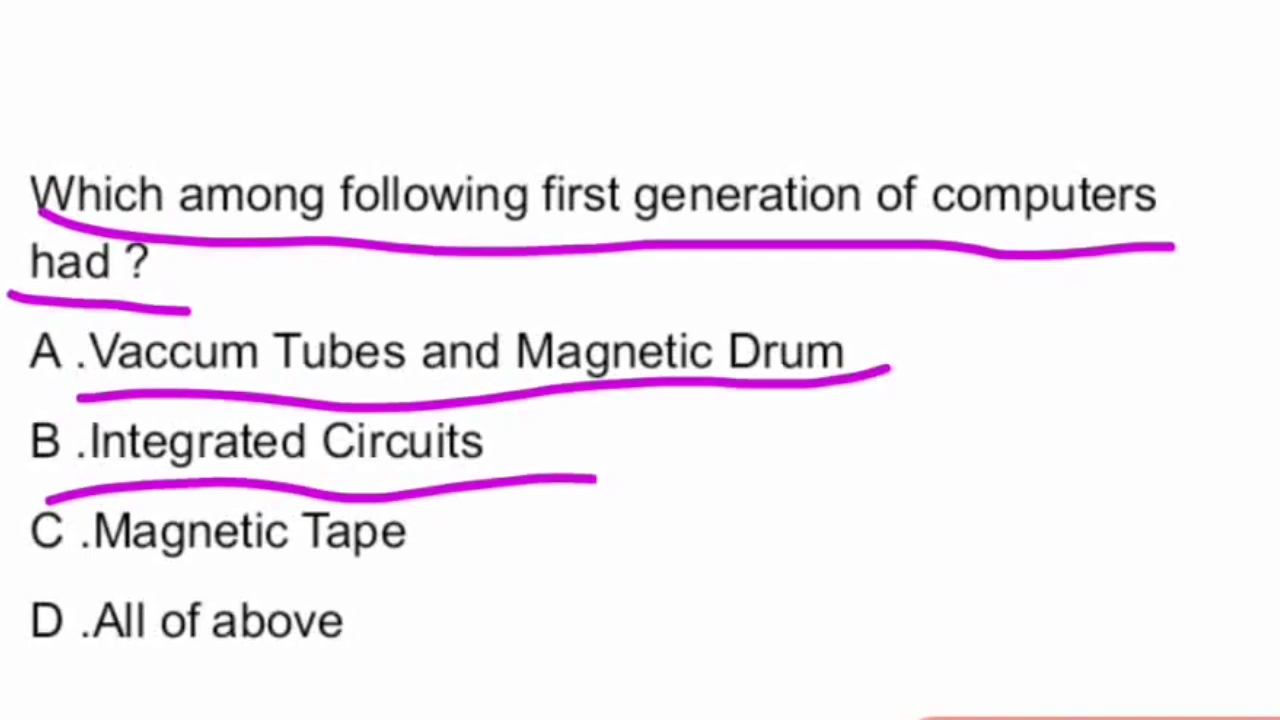 Which among following first generation of computers
had ?
A .Vaccum Tubes and Magnetic Drum
B .Integrated Circuits
C .Magnetic Tape
D .All of above